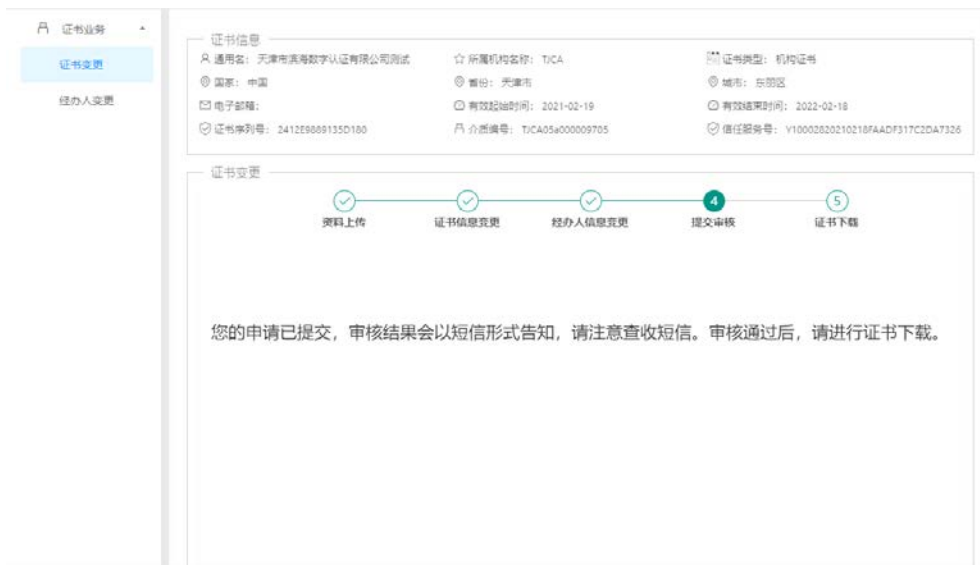 证书业务
证书变更
经办人变更
证书信息
通用名: 天津市滨海数字认证有限公司测试 所属机构名称: TJCA 证书类型: 机构证书
国家: 中国 省份: 天津市 城市: 东丽区
电子邮箱: 有效起始时间: 2021-02-19 有效结束时间: 2022-02-18
证书序列号: 2412E9889135D180 介质编号: TJCA05a000009705 信任服务号: V10002820210218FAADF317C2DA7326
证书变更
4 5
资料上传 证书信息变更 经办人信息变更 提交审核 证书下载
您的申请已提交，审核结果会以短信形式告知，请注意查收短信。审核通过后，请进行证书下载。